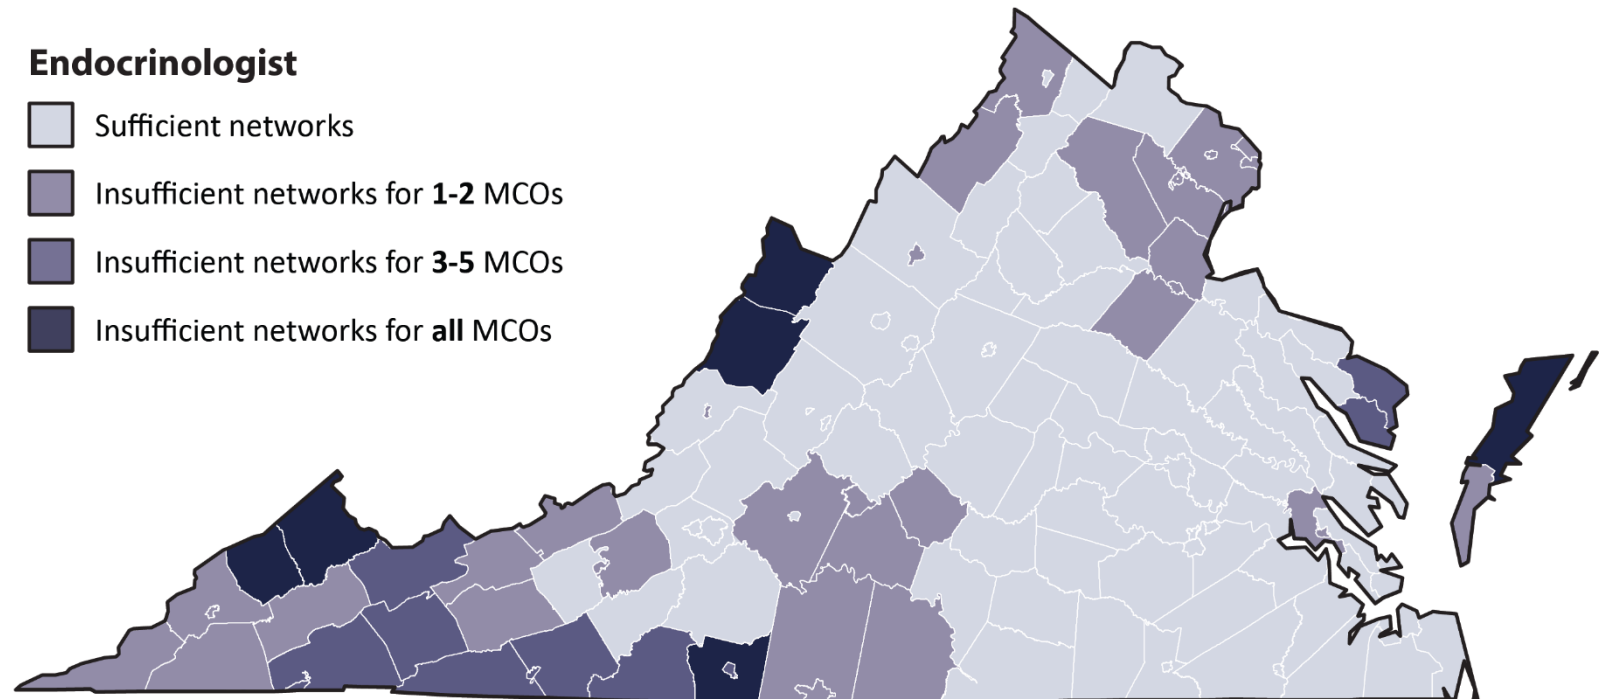 Endocrinologist
Sufficient networks
Insufficient networks for 1-2 MCOs
Insufficient networks for 3-5 MCOs
Insufficient networks for all MCOs